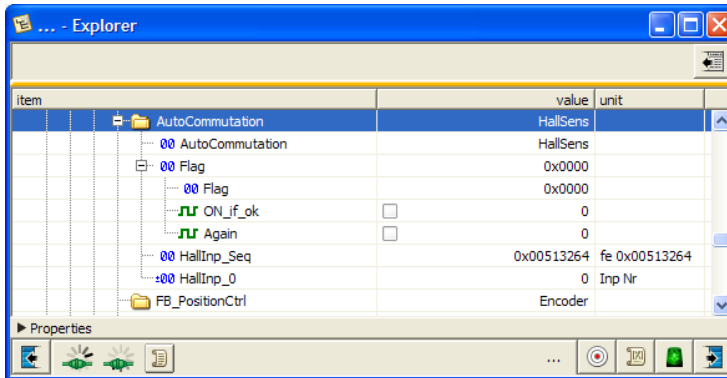 ... - Explorer
item value unit
AutoCommutation HallSens
00 AutoCommutation HallSens
00 Flag 0x0000
00 Flag 0x0000
ON_if_ok 0
Again 0
00 HallInp_Seq 0x00513264 fe 0x00513264
±00 HallInp_0 0 Inp Nr
FB_PositionCtrl Encoder
Properties
...